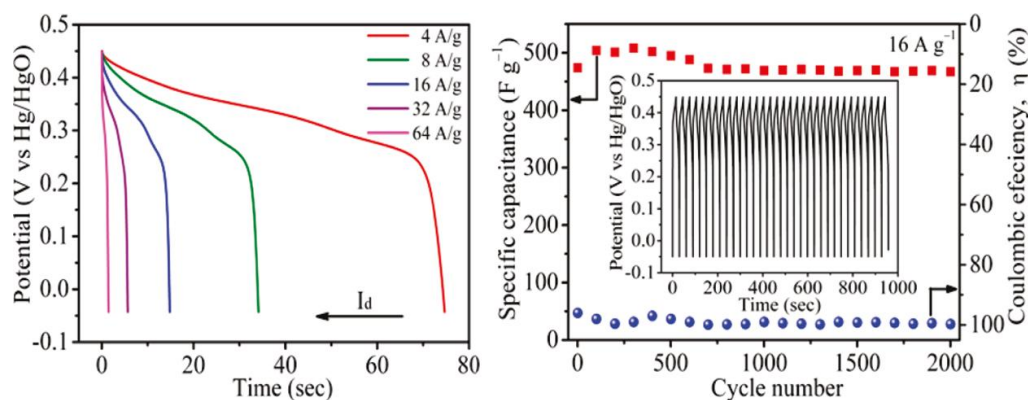 Potential (V vs Hg/HgO)
0.5
0.4
0.3
0.2
0.1
0.0
-0.1
4 A/g
8 A/g
16 A/g
32 A/g
64 A/g
I_d
0 20 40 60 80
Time (sec)
Specific capacitance (F g⁻¹)
500
400
300
200
100
0
16 A g⁻¹
Potential (V vs Hg/HgO)
0.5
0.4
0.3
0.2
0.1
0.0
-0.1
0 200 400 600 800 1000
Time (sec)
0
20
40
60
80
100
Coulombic efeciency, η (%)
0 500 1000 1500 2000
Cycle number